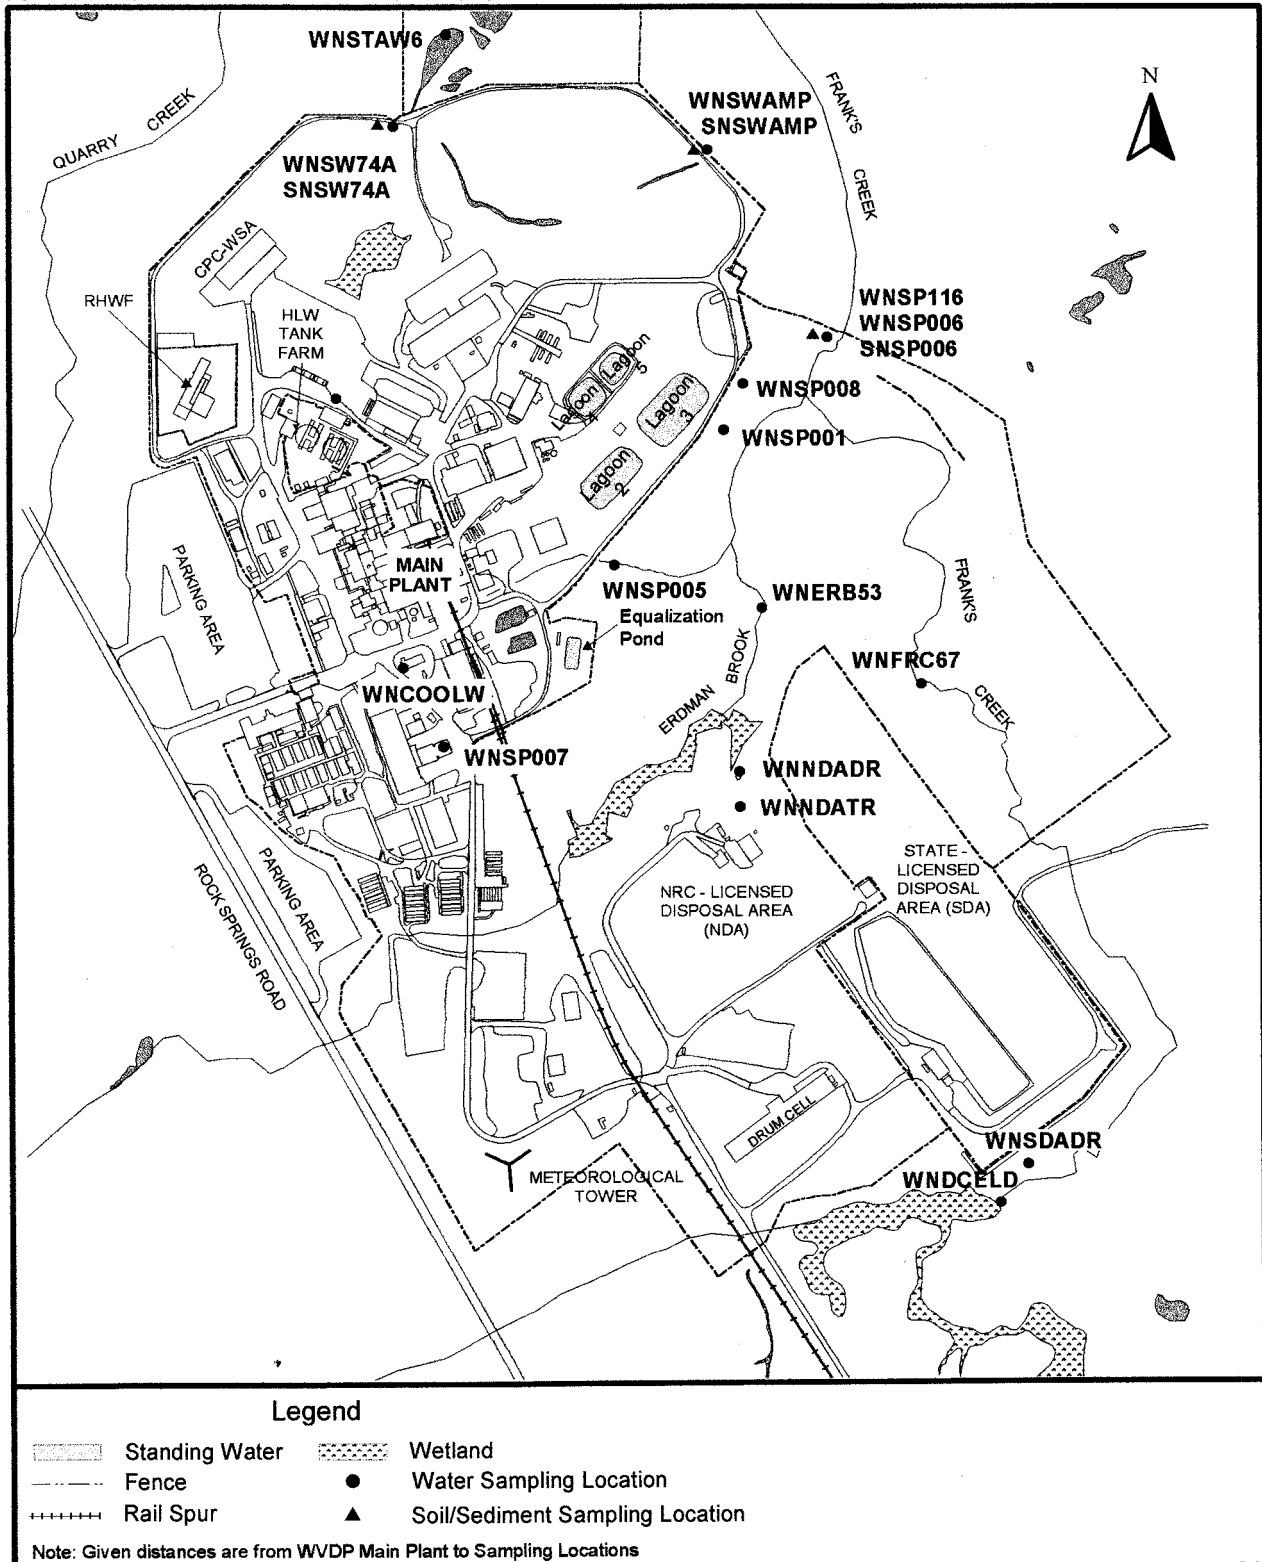 WNSTAW6
WNSWAMP
SNSWAMP
FRANK'S
CREEK
N
QUARRY CREEK
WNSW74A
SNSW74A
CPC-WSA
RHWF
HLW
TANK
FARM
WNSP116
WNSP006
SNSP006
Lagoon
5
Lagoon
4
Lagoon
3
WNSP008
WNSP001
Lagoon
2
PARKING AREA
MAIN
PLANT
WNSP005
Equalization
Pond
WNERB53
FRANK'S
CREEK
WNFRC67
ERDMAN
BROOK
WNCOOLW
WNSP007
WNNDADR
WNNDATR
PARKING AREA
ROCK SPRINGS ROAD
NRC - LICENSED
DISPOSAL AREA
(NDA)
STATE -
LICENSED
DISPOSAL
AREA (SDA)
DRUM CELL
WNSDADR
WNDCELD
METEOROLOGICAL
TOWER
Legend
Standing Water
Wetland
Fence
Water Sampling Location
Rail Spur
Soil/Sediment Sampling Location
Note: Given distances are from WVDP Main Plant to Sampling Locations